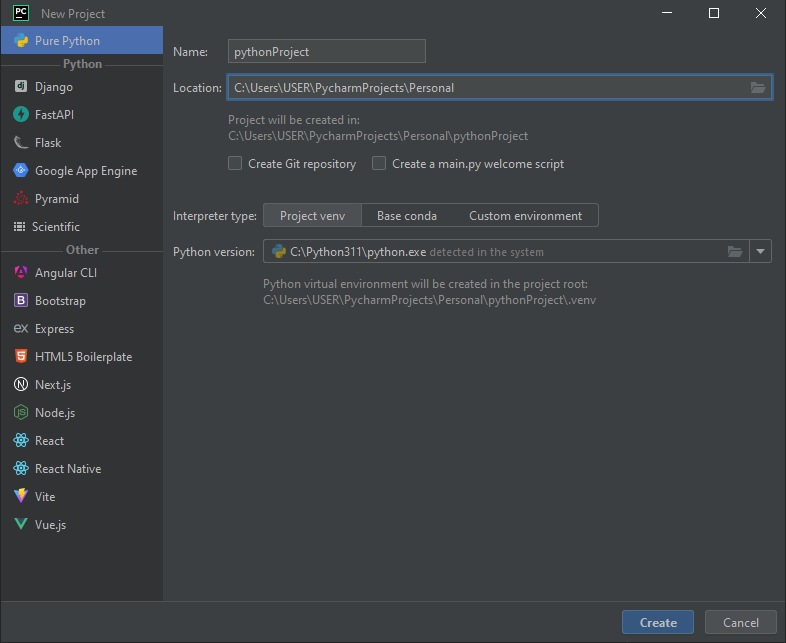 PC New Project
Pure Python
Python
dj Django
FastAPI
Flask
Google App Engine
Pyramid
Scientific
Other
Angular CLI
B Bootstrap
ex Express
5 HTML5 Boilerplate
N Next.js
JS Node.js
React
React Native
Vite
Vue.js
Name: pythonProject
Location: C:\Users\USER\PycharmProjects\Personal
Project will be created in:
C:\Users\USER\PycharmProjects\Personal\pythonProject
Create Git repository Create a main.py welcome script
Interpreter type: Project venv Base conda Custom environment
Python version: C:\Python311\python.exe detected in the system
Python virtual environment will be created in the project root:
C:\Users\USER\PycharmProjects\Personal\pythonProject\.venv
Create Cancel